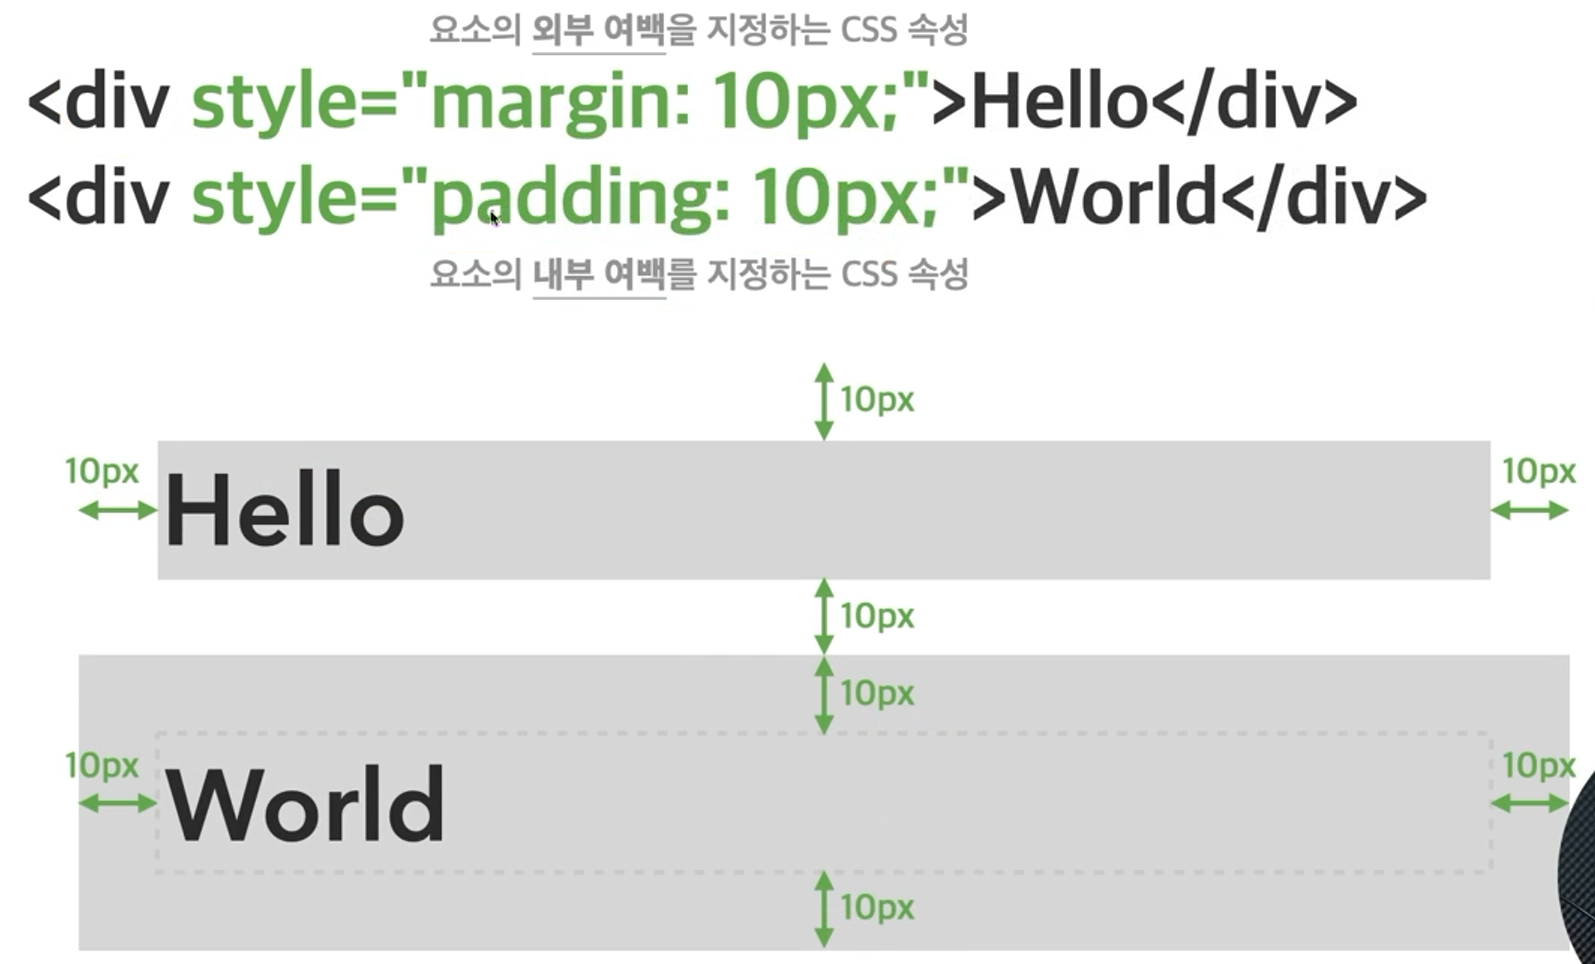 요소의 외부 여백을 지정하는 CSS 속성
<div style="margin: 10px;">Hello</div>
<div style="padding: 10px;">World</div>
요소의 내부 여백를 지정하는 CSS 속성
10px
10px
10px
Hello
10px
10px
10px
10px
World
10px